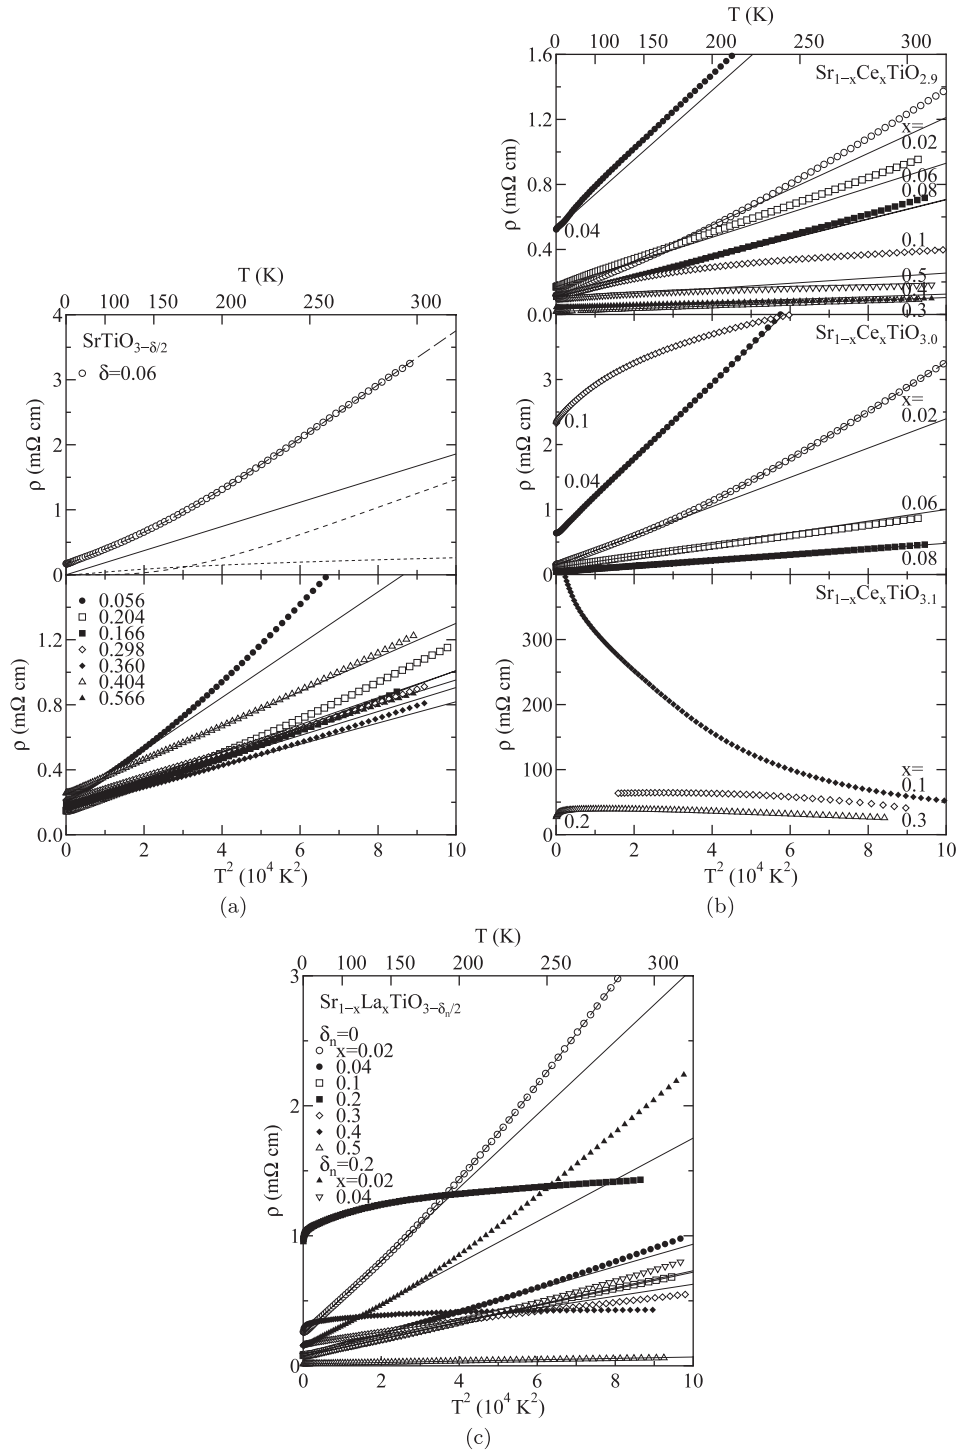 T (K)
0 100 150 200 250 300
1.6
1.2
0.8
0.4
0.0
ρ (mΩ cm)
Sr1−xCexTiO2.9
x=
0.02
0.06
0.08
0.1
0.5
0.4
0.3
0.04
T (K)
0 100 150 200 250 300
4
3
2
1
0
ρ (mΩ cm)
SrTiO3−δ/2
δ=0.06
3
2
1
0
ρ (mΩ cm)
Sr1−xCexTiO3.0
x=
0.02
0.1
0.04
0.06
0.08
0.056
0.204
0.166
0.298
0.360
0.404
0.566
1.2
0.8
0.4
0.0
ρ (mΩ cm)
0 2 4 6 8 10
T2 (104 K2)
(a)
Sr1−xCexTiO3.1
300
200
100
0
ρ (mΩ cm)
x=
0.1
0.2
0.3
0 2 4 6 8 10
T2 (104 K2)
(b)
T (K)
0 100 150 200 250 300
3
2
1
0
ρ (mΩ cm)
Sr1−xLaxTiO3−δn/2
δn=0
x=0.02
0.04
0.1
0.2
0.3
0.4
0.5
δn=0.2
x=0.02
0.04
0 2 4 6 8 10
T2 (104 K2)
(c)